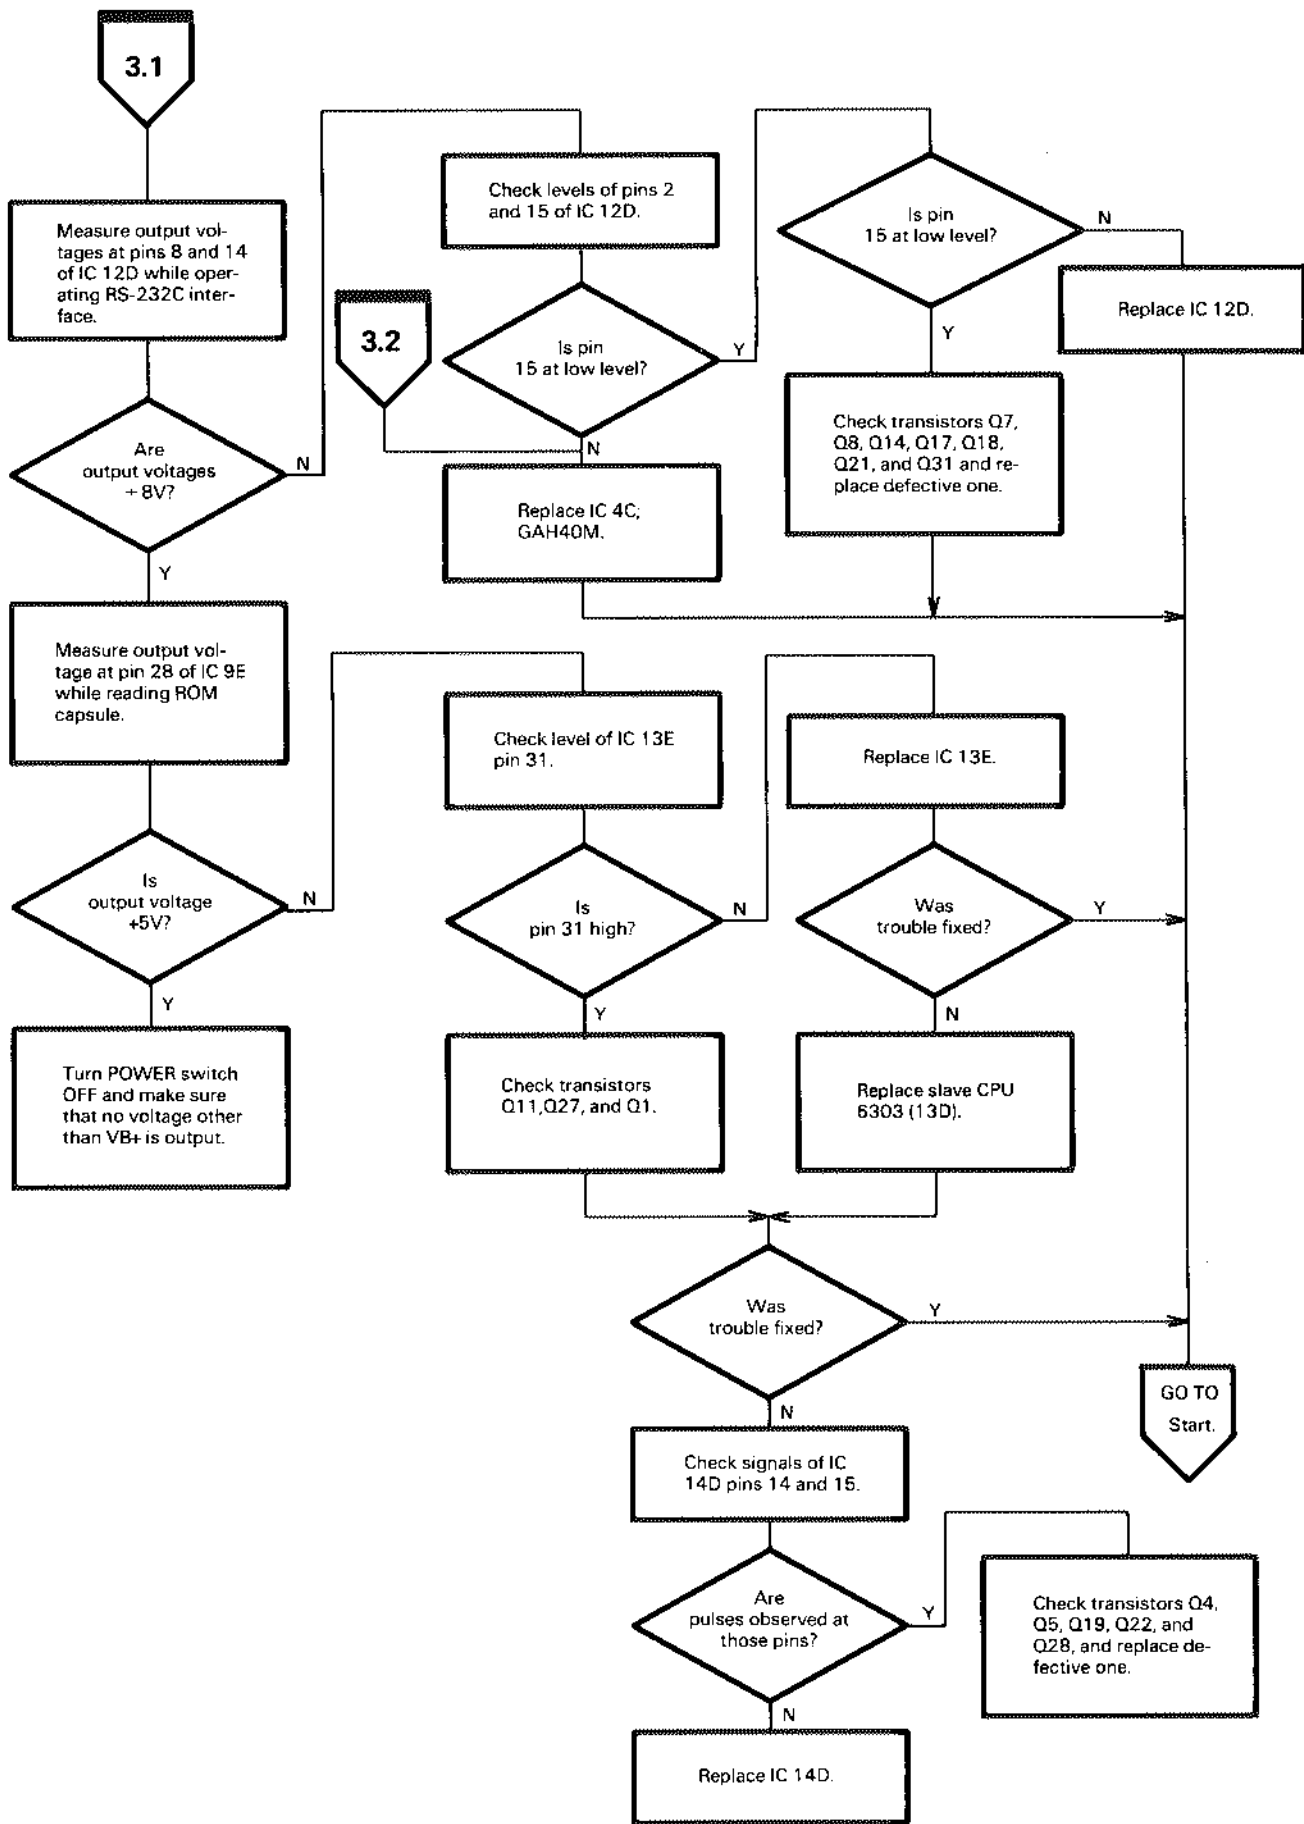 3.1
Measure output vol-
tages at pins 8 and 14
of IC 12D while oper-
ating RS-232C inter-
face.
Are
output voltages
+ 8V?
N
Y
Check levels of pins 2
and 15 of IC 12D.
3.2
Is pin
15 at low level?
Y
N
Replace IC 4C;
GAH40M.
Is pin
15 at low level?
N
Y
Replace IC 12D.
Check transistors Q7,
Q8, Q14, Q17, Q18,
Q21, and Q31 and re-
place defective one.
Measure output vol-
tage at pin 28 of IC 9E
while reading ROM
capsule.
Is
output voltage
+5V?
N
Y
Turn POWER switch
OFF and make sure
that no voltage other
than VB+ is output.
Check level of IC 13E
pin 31.
Is
pin 31 high?
N
Y
Check transistors
Q11,Q27, and Q1.
Replace IC 13E.
Was
trouble fixed?
Y
N
Replace slave CPU
6303 (13D).
Was
trouble fixed?
Y
N
GO TO
Start.
Check signals of IC
14D pins 14 and 15.
Are
pulses observed at
those pins?
Y
N
Check transistors Q4,
Q5, Q19, Q22, and
Q28, and replace de-
fective one.
Replace IC 14D.